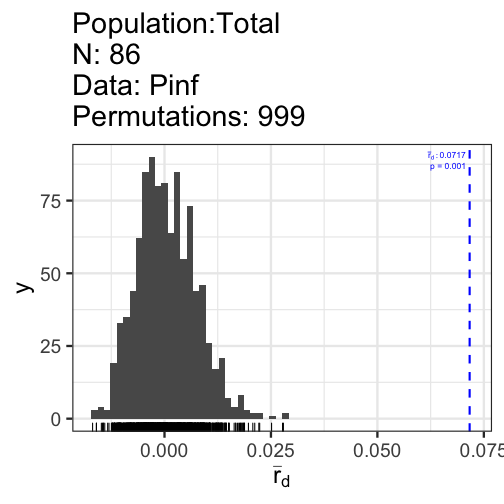 Population:Total
N: 86
Data: Pinf
Permutations: 999
r̄d : 0.0717
p = 0.001
75
50
25
0
y
0.000 0.025 0.050 0.075
r̄d